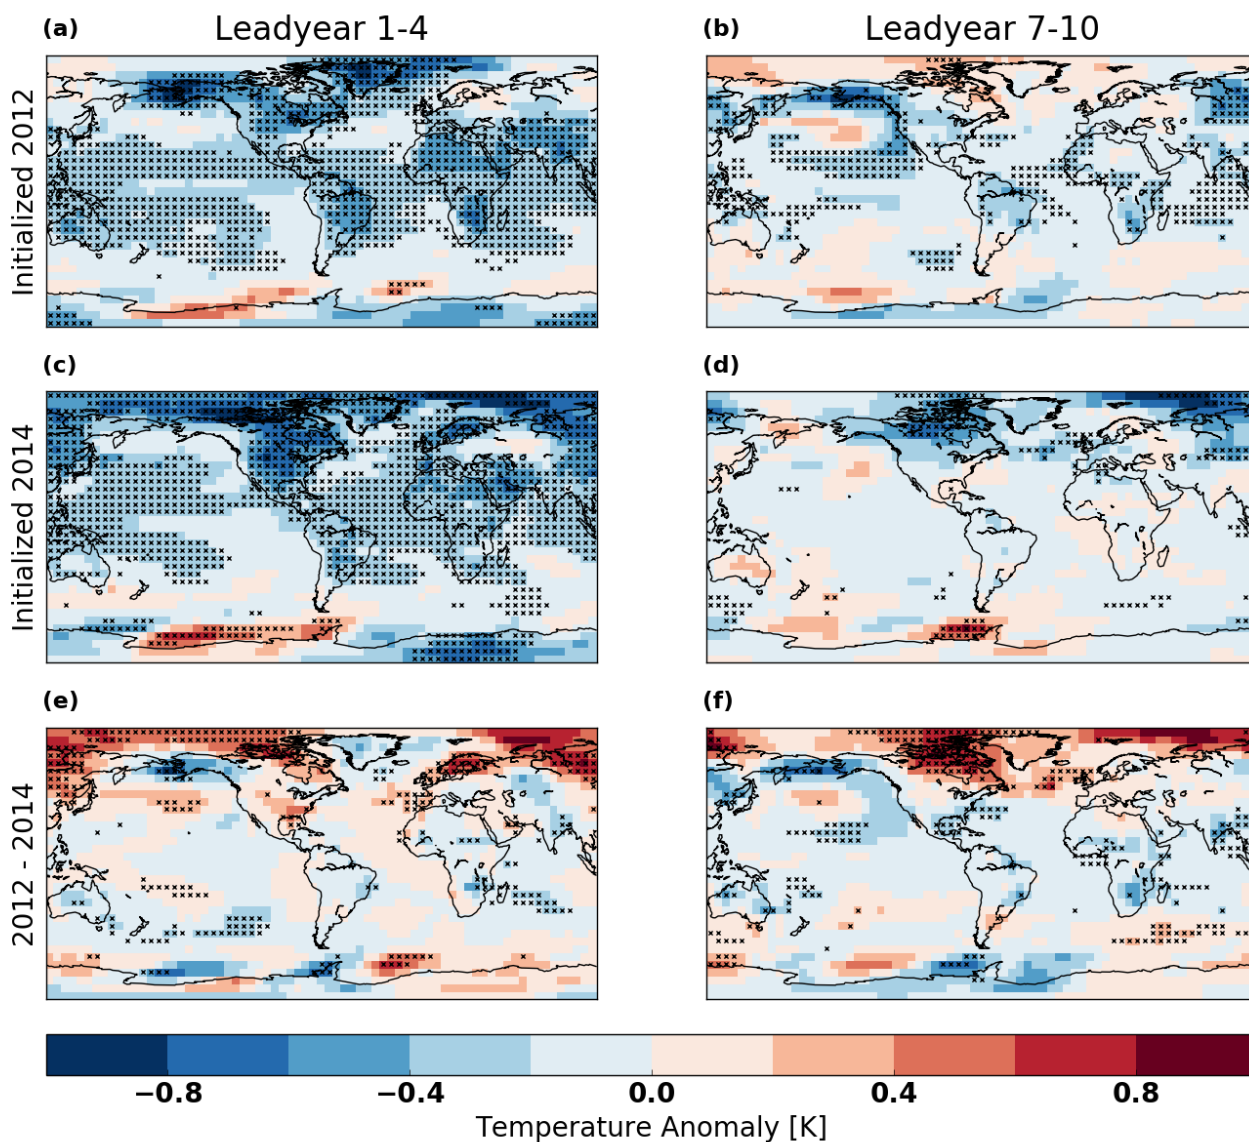 (a) Leadyear 1-4 (b) Leadyear 7-10
Initialized 2012
(c) (d)
Initialized 2014
(e) (f)
2012 - 2014
−0.8 −0.4 0.0 0.4 0.8
Temperature Anomaly [K]